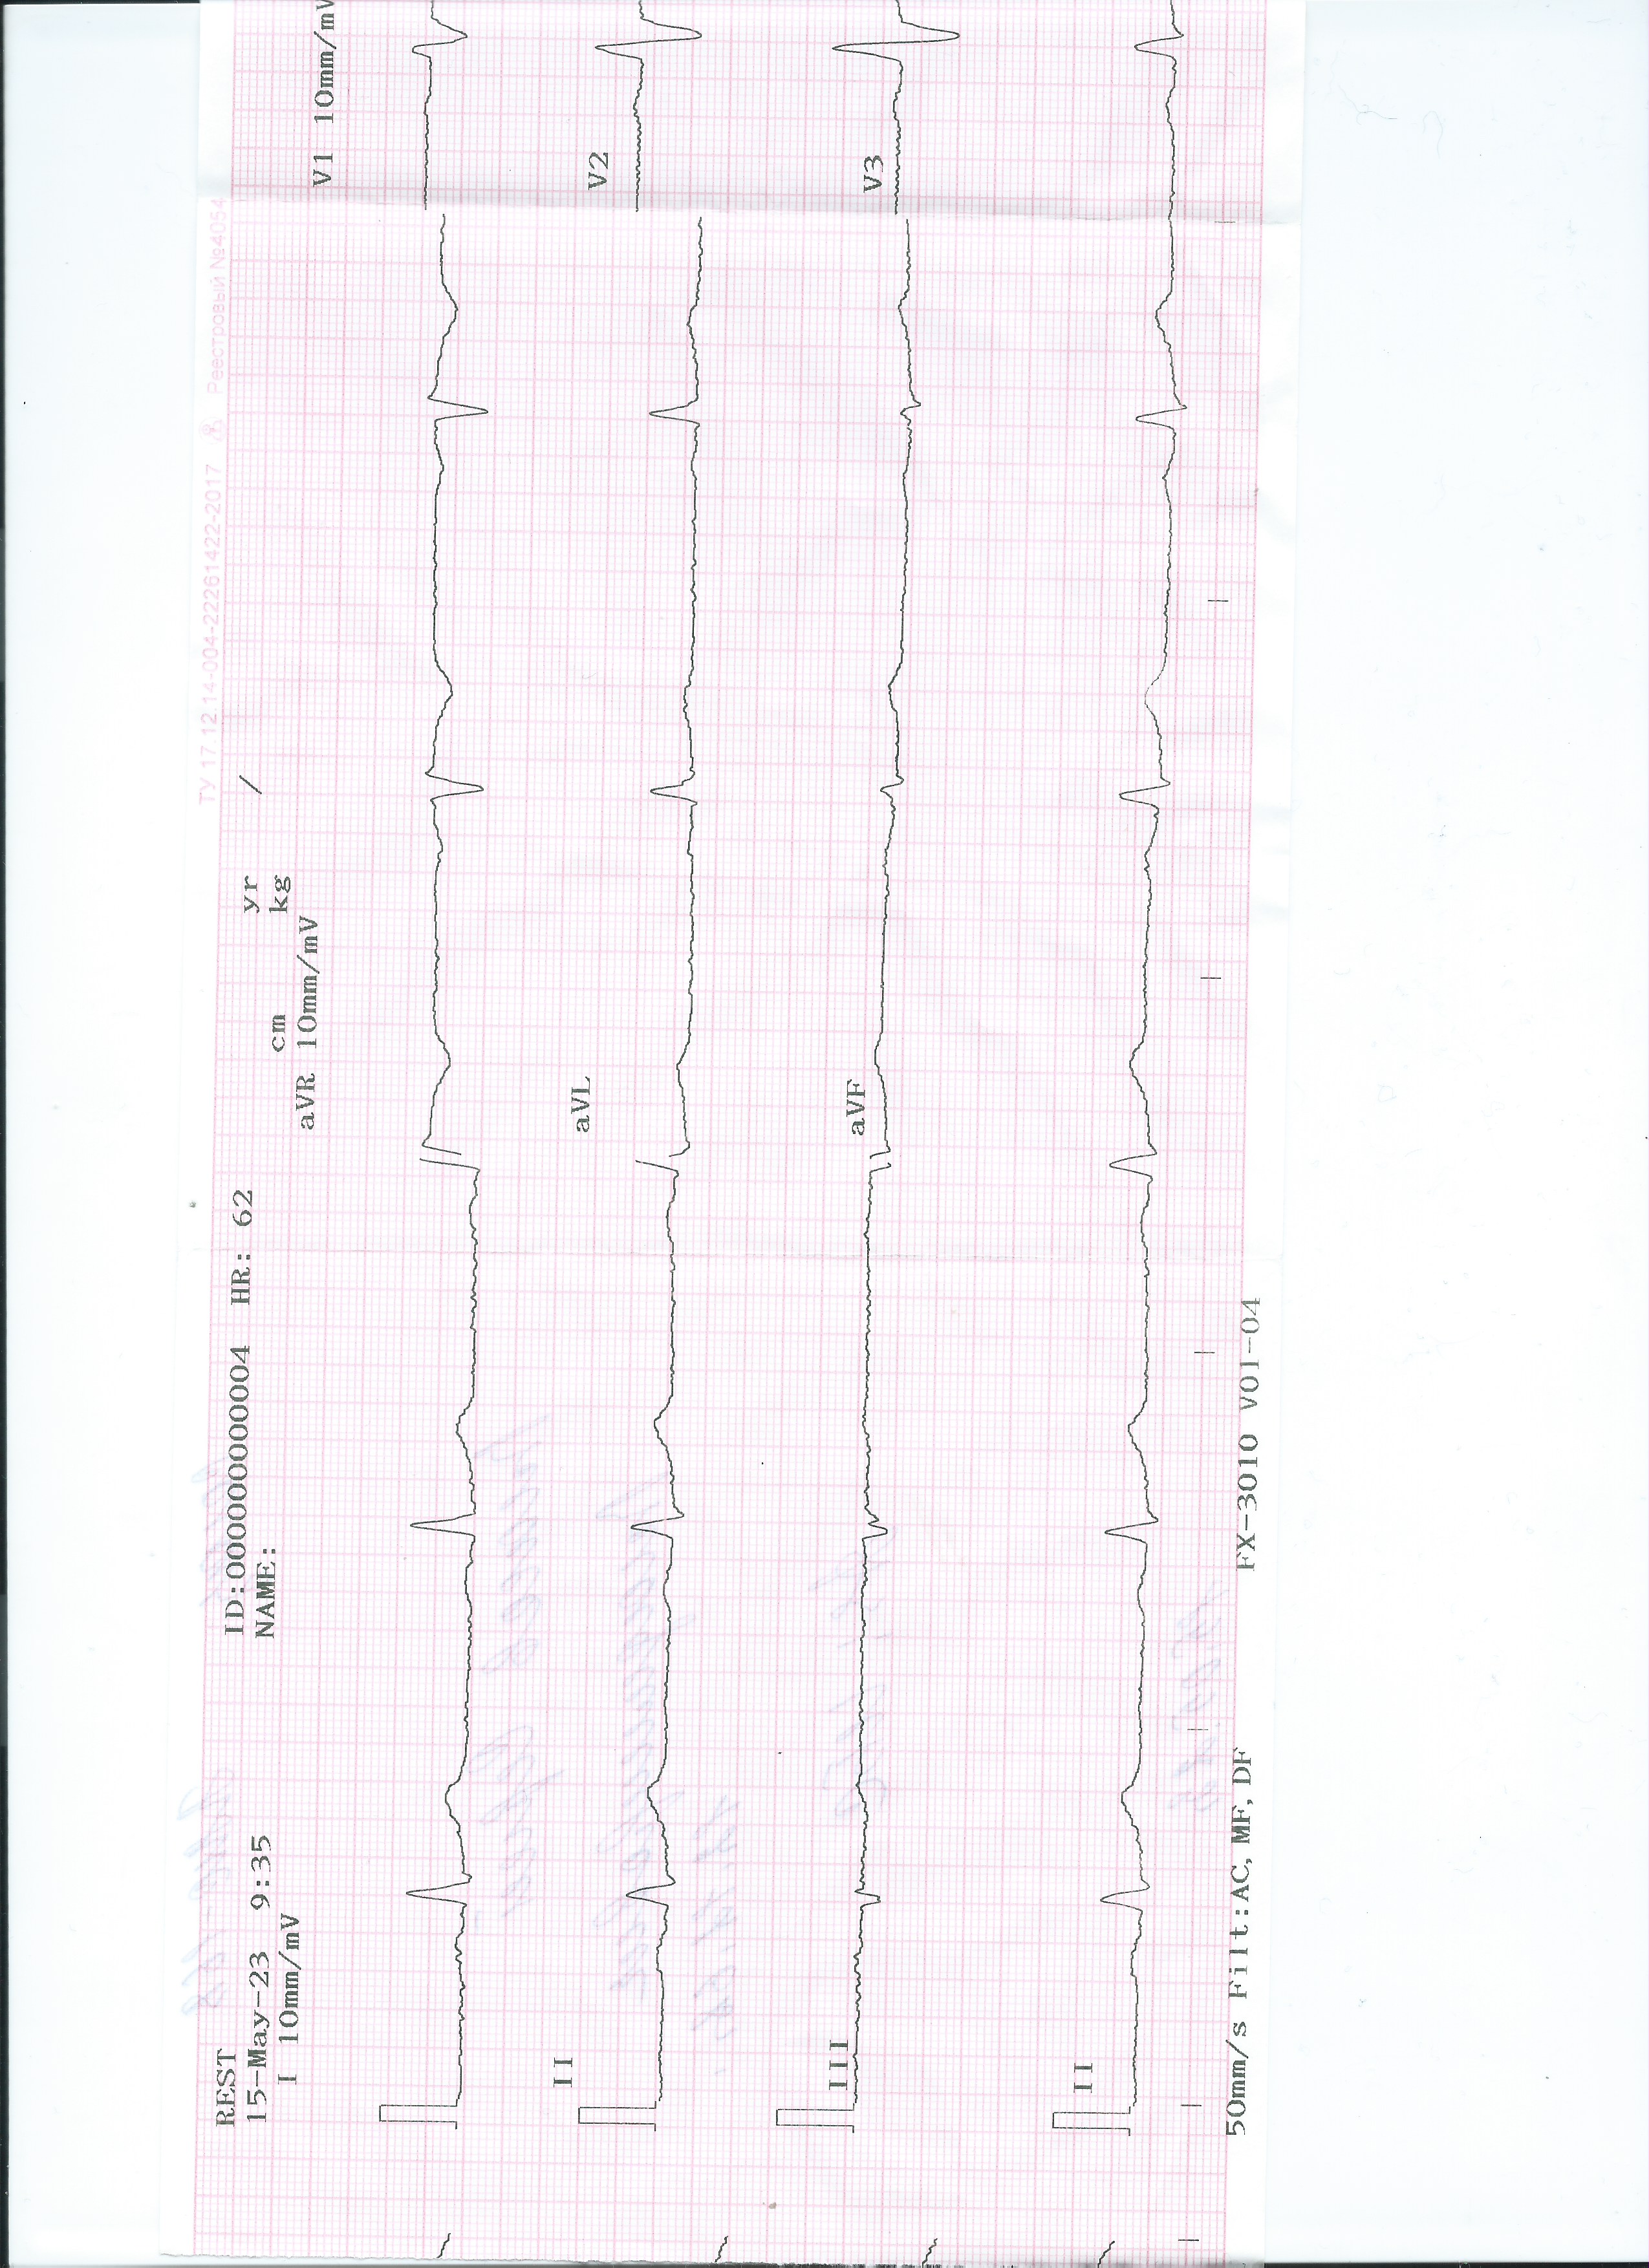 ТУ 17.12.14-004-22261422-2017 Реестровый №4054
REST
ID:000000000004 HR: 62
yr /
15-May-23 9:35
NAME:
cm kg
I 10mm/mV
aVR 10mm/mV
V1 10mm/mV
II
aVL
V2
III
aVF
V3
II
50mm/s Filt:AC, MF, DF
FX-3010 V01-04